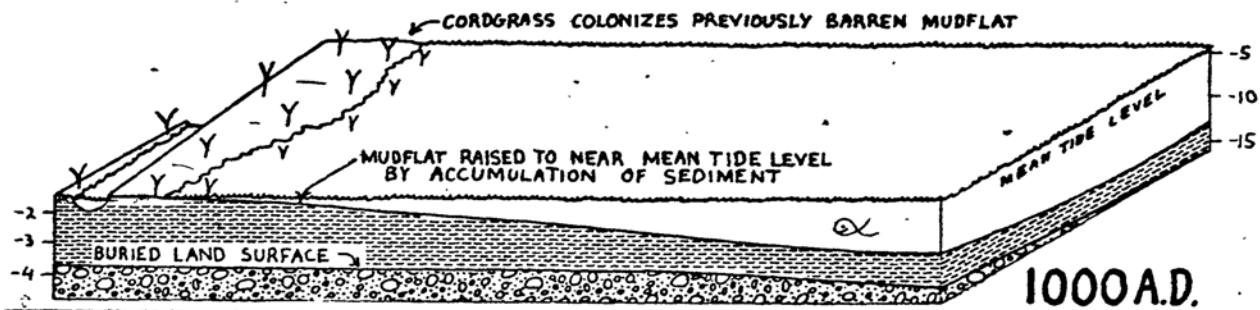 CORDGRASS COLONIZES PREVIOUSLY BARREN MUDFLAT
-5
-10
-15
MEAN TIDE LEVEL
MUDFLAT RAISED TO NEAR MEAN TIDE LEVEL
BY ACCUMULATION OF SEDIMENT
-2
-3
BURIED LAND SURFACE
-4
1000 A.D.